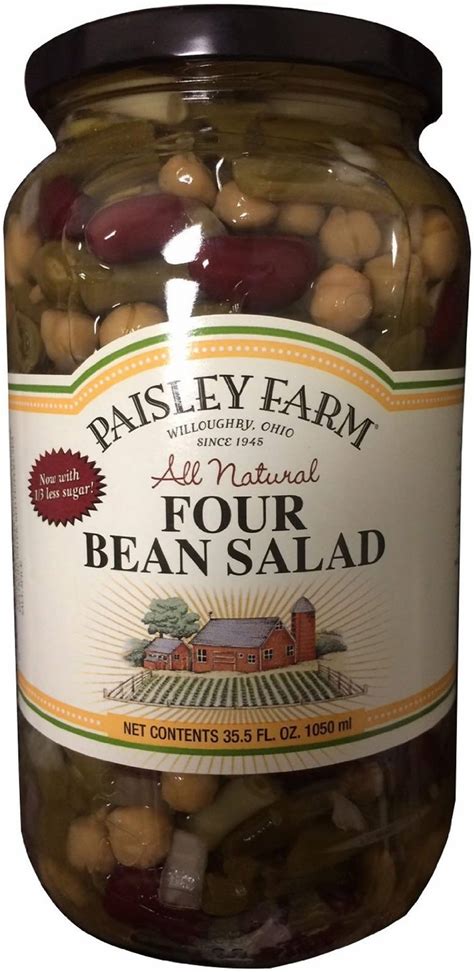 PAISLEY FARM®
WILLOUGHBY, OHIO
SINCE 1945
All Natural
Now with
1/3 less sugar!
FOUR
BEAN SALAD
NET CONTENTS 35.5 FL. OZ. 1050 ml